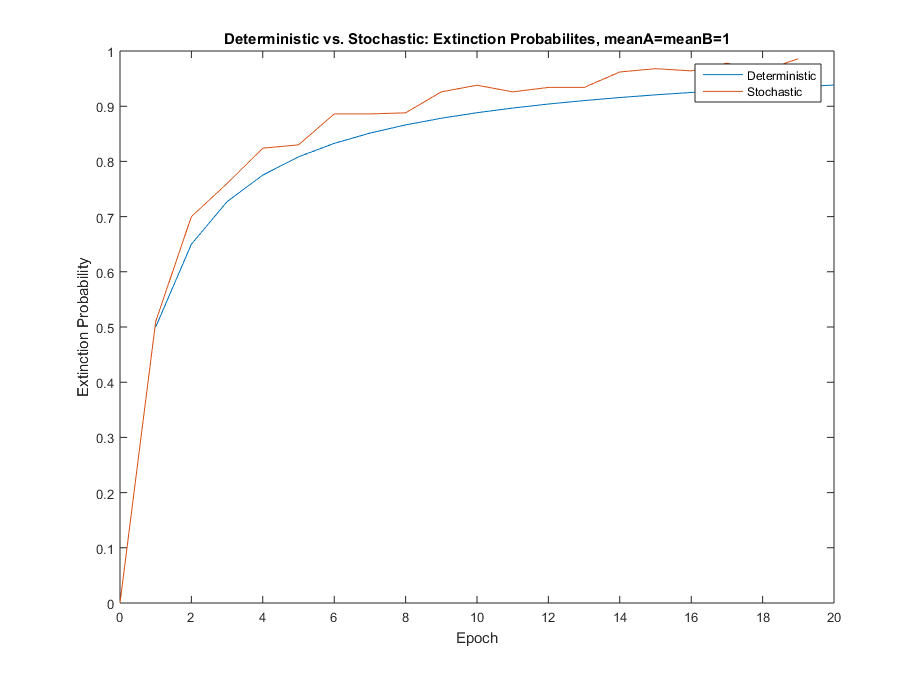 Deterministic vs. Stochastic: Extinction Probabilites, meanA=meanB=1
1
0.9
0.8
0.7
0.6
0.5
0.4
0.3
0.2
0.1
0
Extinction Probability
Deterministic
Stochastic
0 2 4 6 8 10 12 14 16 18 20
Epoch